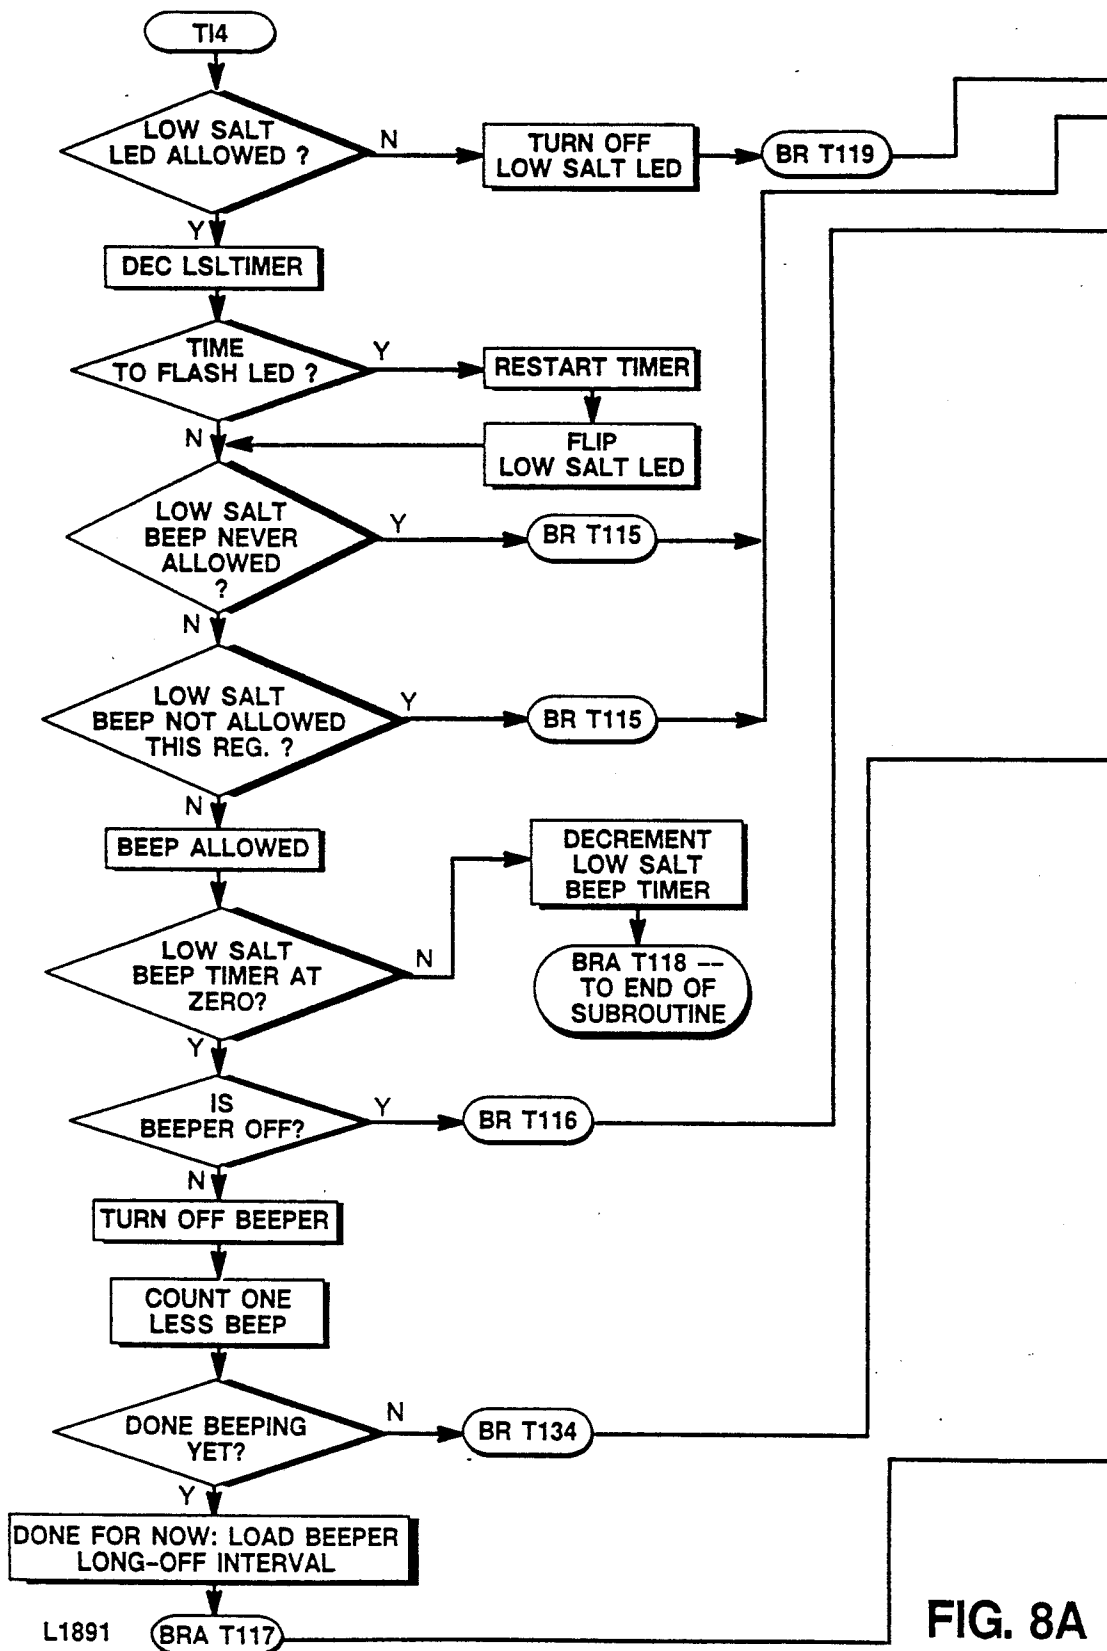 TI4
LOW SALT
LED ALLOWED ?
N
TURN OFF
LOW SALT LED
BR T119
Y
DEC LSLTIMER
TIME
TO FLASH LED ?
Y
RESTART TIMER
N
FLIP
LOW SALT LED
LOW SALT
BEEP NEVER
ALLOWED
?
Y
BR T115
N
LOW SALT
BEEP NOT ALLOWED
THIS REG. ?
Y
BR T115
N
BEEP ALLOWED
DECREMENT
LOW SALT
BEEP TIMER
LOW SALT
BEEP TIMER AT
ZERO?
N
BRA T118 --
TO END OF
SUBROUTINE
Y
IS
BEEPER OFF?
Y
BR T116
N
TURN OFF BEEPER
COUNT ONE
LESS BEEP
DONE BEEPING
YET?
N
BR T134
Y
DONE FOR NOW: LOAD BEEPER
LONG-OFF INTERVAL
L1891
BRA T117
FIG. 8A